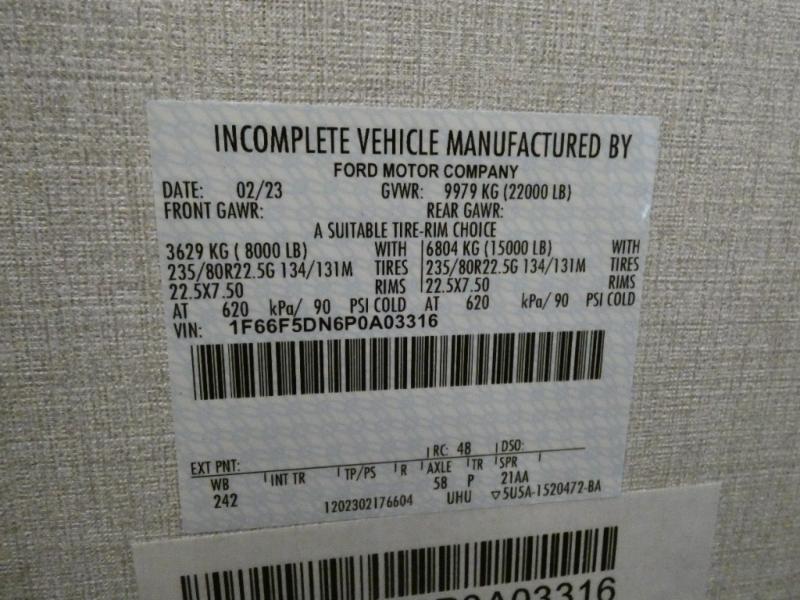 INCOMPLETE VEHICLE MANUFACTURED BY
FORD MOTOR COMPANY
DATE: 02/23 GVWR: 9979 KG (22000 LB)
FRONT GAWR: REAR GAWR:
A SUITABLE TIRE-RIM CHOICE
3629 KG ( 8000 LB) WITH 6804 KG (15000 LB) WITH
235/80R22.5G 134/131M TIRES 235/80R22.5G 134/131M TIRES
22.5X7.50 RIMS 22.5X7.50 RIMS
AT 620 kPa/ 90 PSI COLD AT 620 kPa/ 90 PSI COLD
VIN: 1F66F5DN6P0A03316
RC: 48 DSO:
EXT PNT:
WB INT TR TP/PS R AXLE TR SPR
242 58 P 21AA
1202302176604 UHU ▽5U5A-1520472-BA
P0A03316